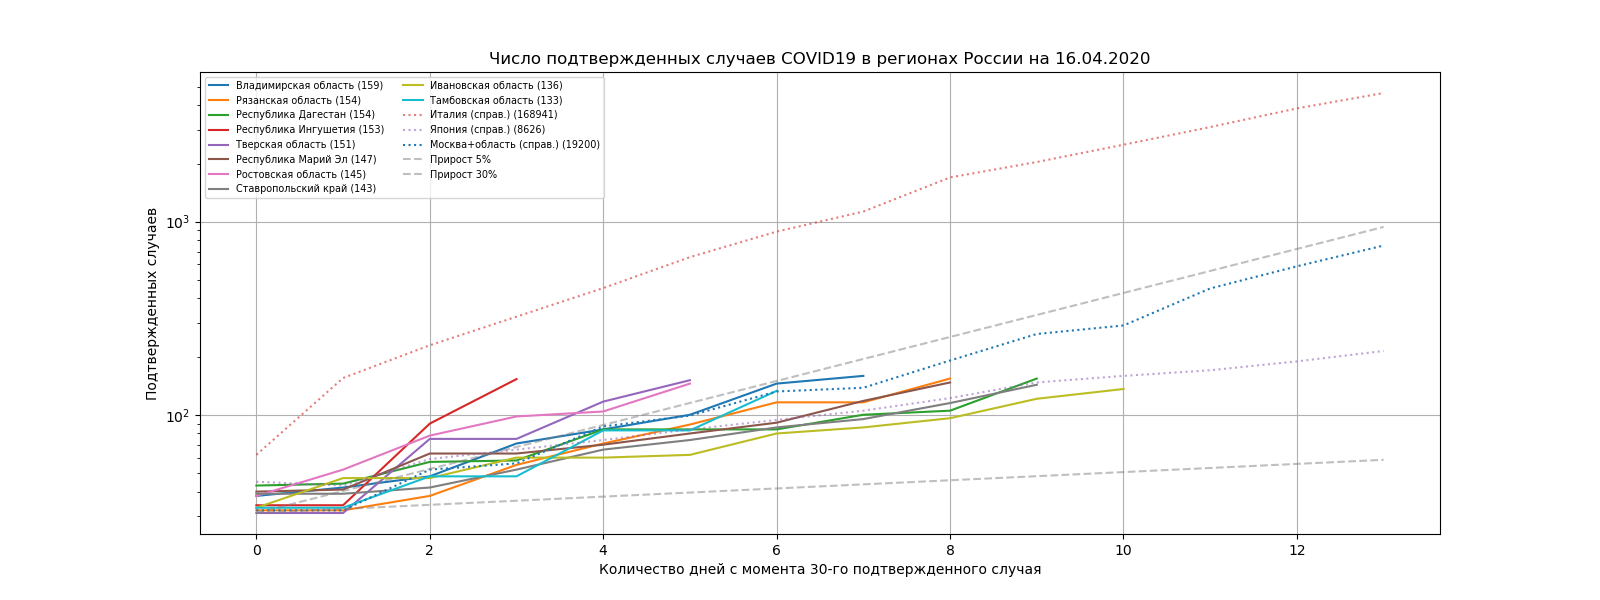 Число подтвержденных случаев COVID19 в регионах России на 16.04.2020
Владимирская область (159)
Рязанская область (154)
Республика Дагестан (154)
Республика Ингушетия (153)
Тверская область (151)
Республика Марий Эл (147)
Ростовская область (145)
Ставропольский край (143)
Ивановская область (136)
Тамбовская область (133)
Италия (справ.) (168941)
Япония (справ.) (8626)
Москва+область (справ.) (19200)
Прирост 5%
Прирост 30%
Подтвержденных случаев
10³
10²
0 2 4 6 8 10 12
Количество дней с момента 30-го подтвержденного случая